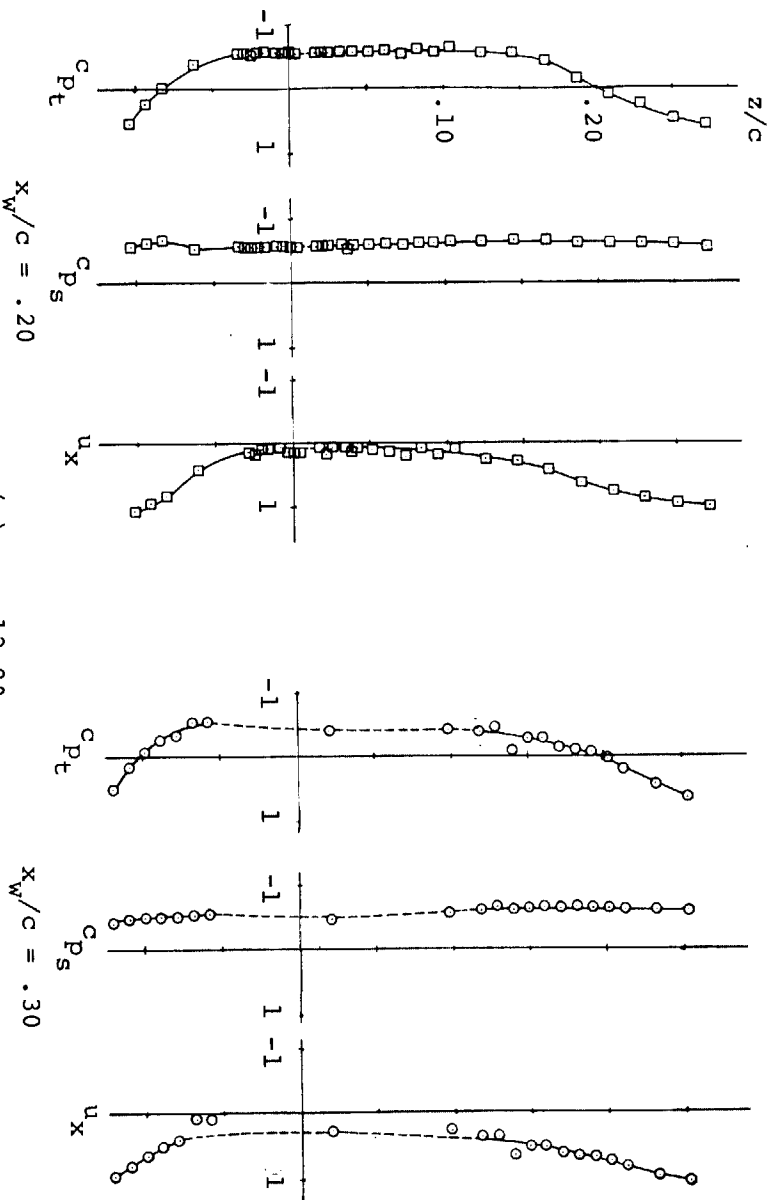 z/c
.20
.10
-1
1
c_pt
-1
1
c_ps
-1
1
u_x
x_w/c = .20
-1
1
c_pt
-1
1
c_ps
-1
1
u_x
x_w/c = .30